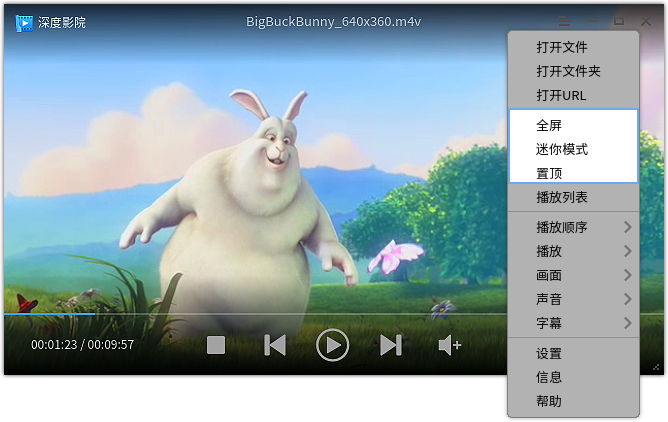 深度影院
BigBuckBunny_640x360.m4v
打开文件
打开文件夹
打开URL
全屏
迷你模式
置顶
播放列表
播放顺序
播放
画面
声音
字幕
设置
信息
帮助
00:01:23 / 00:09:57